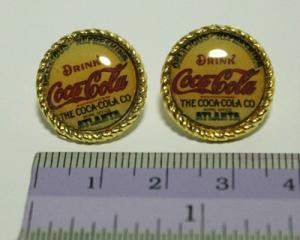 DRINK
Coca-Cola
THE COCA-COLA CO
ATLANTA
DRINK
Coca-Cola
THE COCA-COLA CO
ATLANTA
1 2 3 4
1